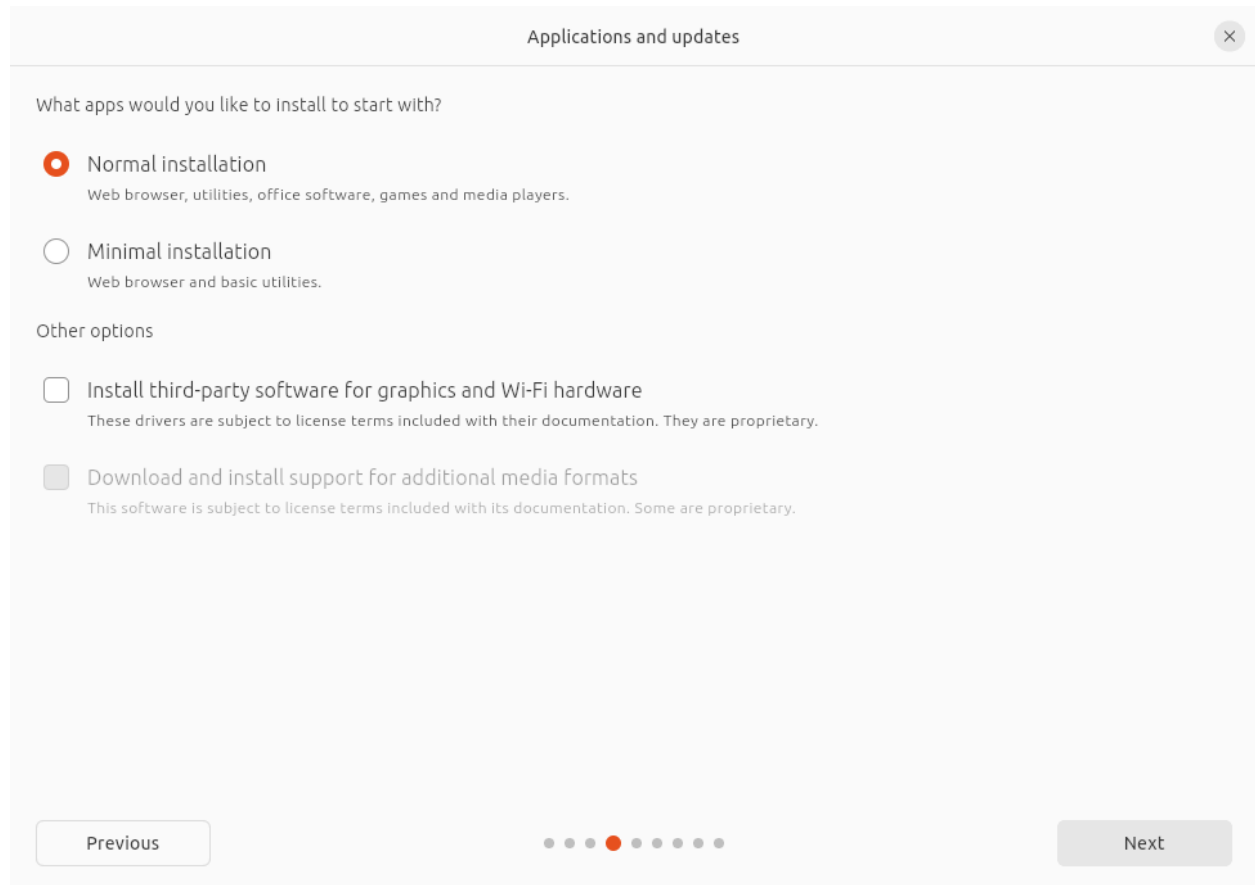 Applications and updates
What apps would you like to install to start with?
Normal installation
Web browser, utilities, office software, games and media players.
Minimal installation
Web browser and basic utilities.
Other options
Install third-party software for graphics and Wi-Fi hardware
These drivers are subject to license terms included with their documentation. They are proprietary.
Download and install support for additional media formats
This software is subject to license terms included with its documentation. Some are proprietary.
Previous
Next